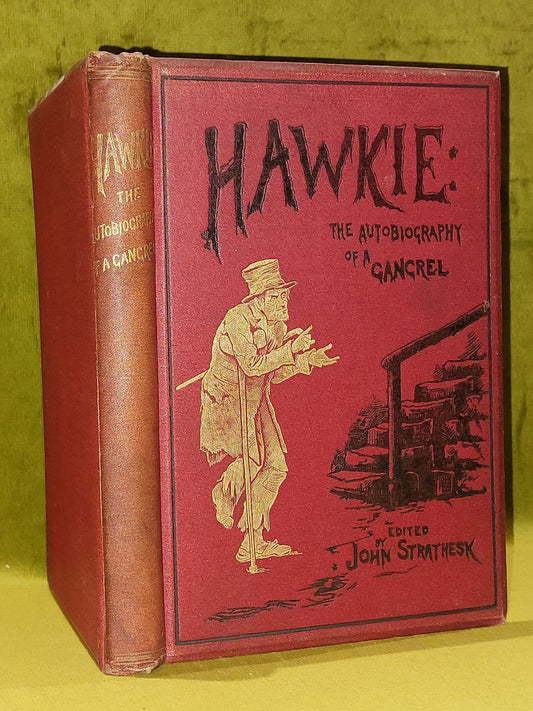 HAWKIE
THE
AUTOBIOGRAPHY
OF A GANGREL
HAWKIE:
THE AUTOBIOGRAPHY
OF A GANGREL
EDITED
BY
JOHN STRATHESK